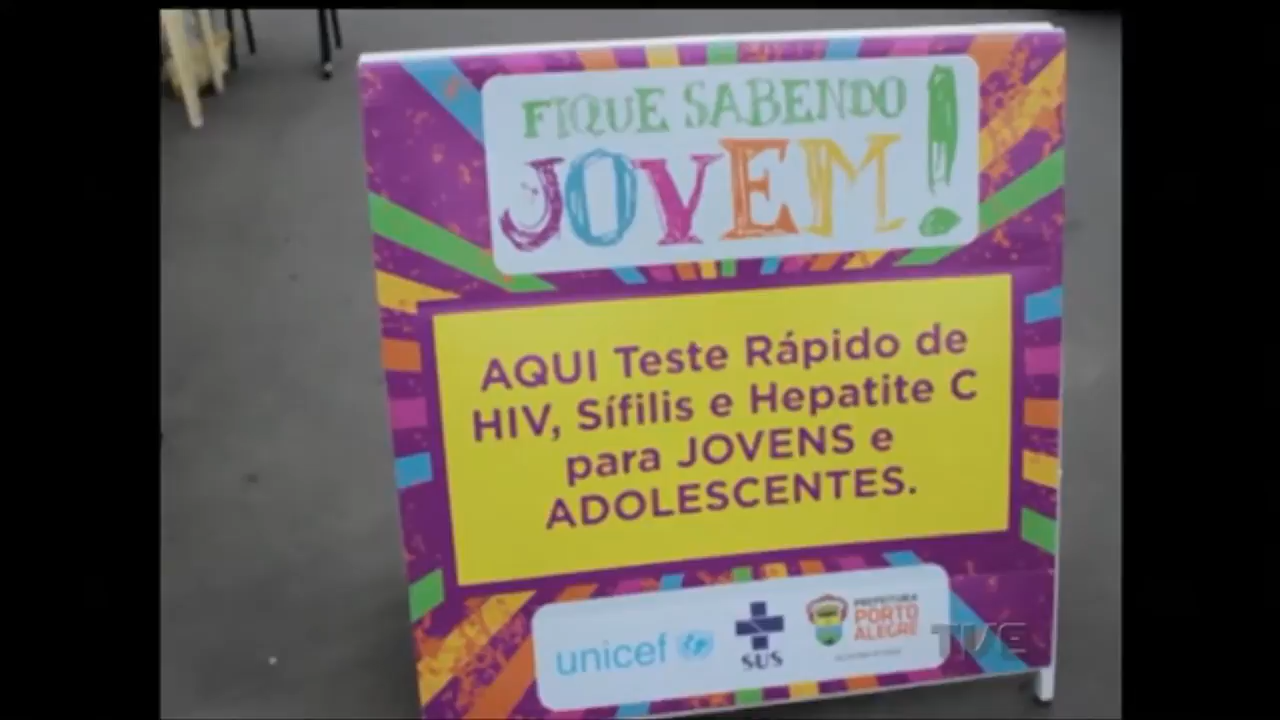 FIQUE SABENDO
JOVEM!
AQUI Teste Rápido de
HIV, Sífilis e Hepatite C
para JOVENS e
ADOLESCENTES.
unicef
SUS
PREFEITURA
PORTO
ALEGRE
TVE